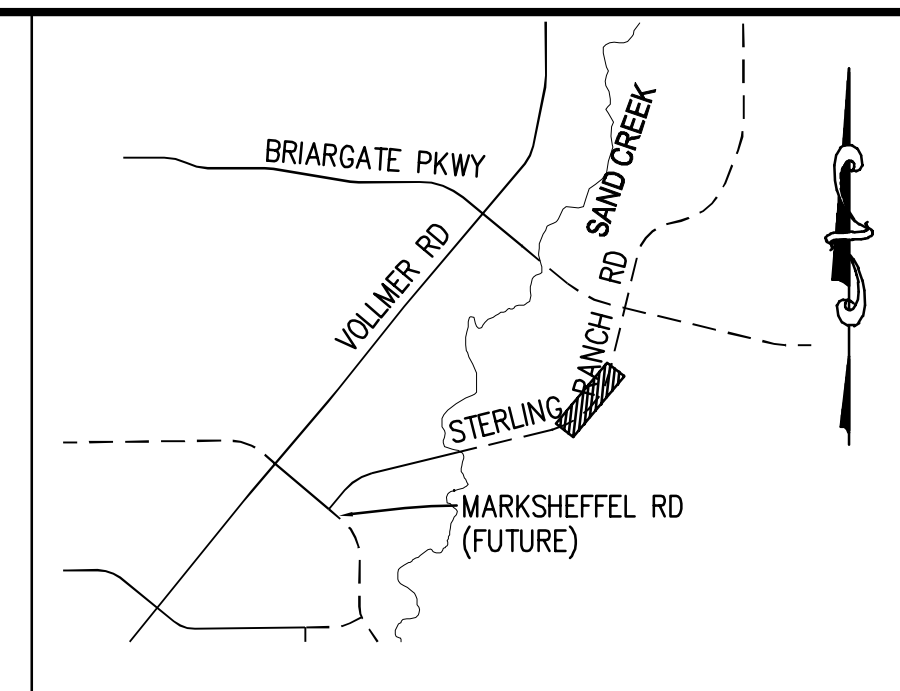 BRIARGATE PKWY
SAND CREEK
VOLLMER RD
STERLING RANCH RD
MARKSHEFFEL RD
(FUTURE)